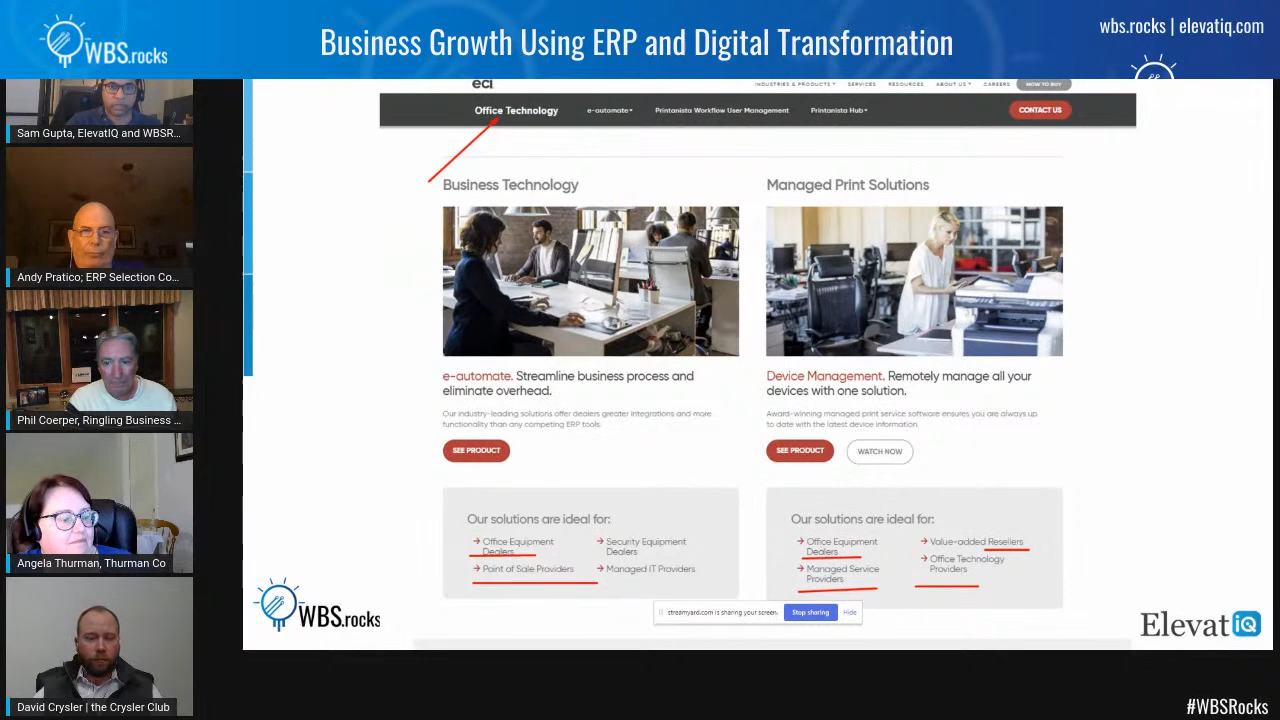 WBS.rocks
Business Growth Using ERP and Digital Transformation
wbs.rocks | elevatiq.com
Sam Gupta, ElevatIQ and WBSR...
Andy Pratico; ERP Selection Co...
Phil Coerper, Ringling Business ...
Angela Thurman, Thurman Co
David Crysler | the Crysler Club
eci
INDUSTRIES & PRODUCTS
SERVICES
RESOURCES
ABOUT US
CAREERS
HOW TO BUY
Office Technology
e-automate
Printanista Workflow User Management
Printanista Hub
CONTACT US
Business Technology
e-automate. Streamline business process and
eliminate overhead.
Our industry-leading solutions offer dealers greater integrations and more
functionality than any competing ERP tools.
SEE PRODUCT
Our solutions are ideal for:
Office Equipment
Dealers
Point of Sale Providers
Security Equipment
Dealers
Managed IT Providers
Managed Print Solutions
Device Management. Remotely manage all your
devices with one solution.
Award-winning managed print service software ensures you are always up
to date with the latest device information.
SEE PRODUCT
WATCH NOW
Our solutions are ideal for:
Office Equipment
Dealers
Managed Service
Providers
Value-added Resellers
Office Technology
Providers
streamyard.com is sharing your screen.
Stop sharing
Hide
WBS.rocks
ElevatIQ
#WBSRocks